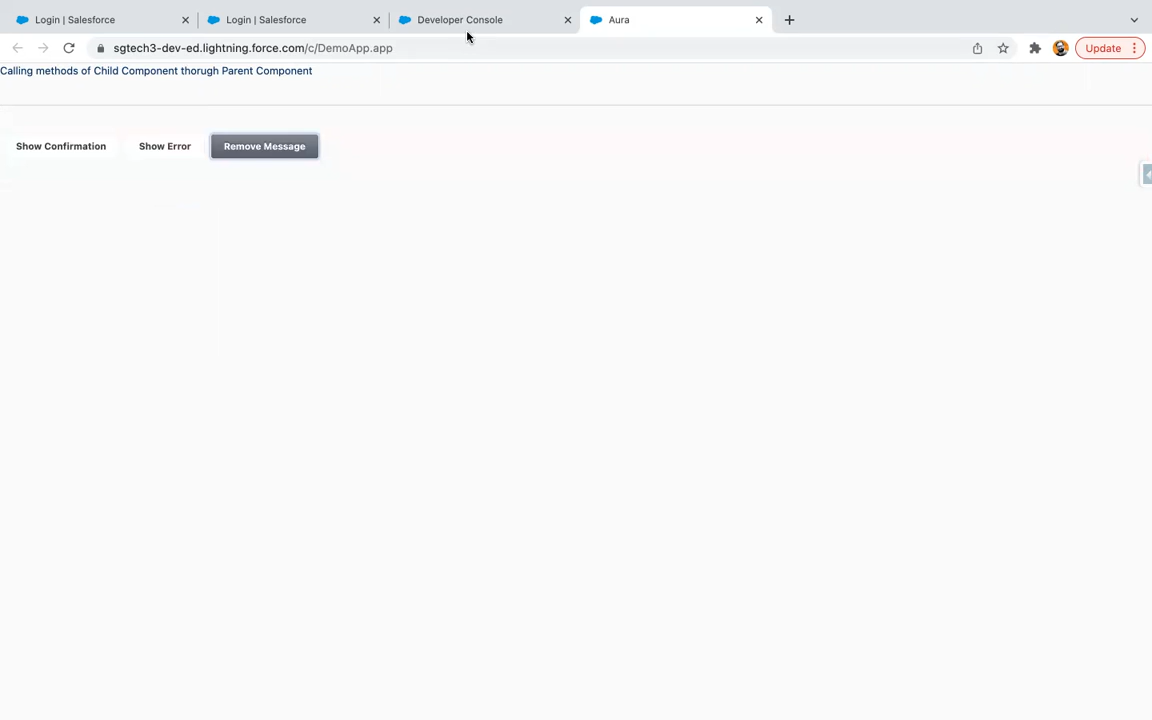 Login | Salesforce
Login | Salesforce
Developer Console
Aura
sgtech3-dev-ed.lightning.force.com/c/DemoApp.app
Update
Calling methods of Child Component thorugh Parent Component
Show Confirmation
Show Error
Remove Message